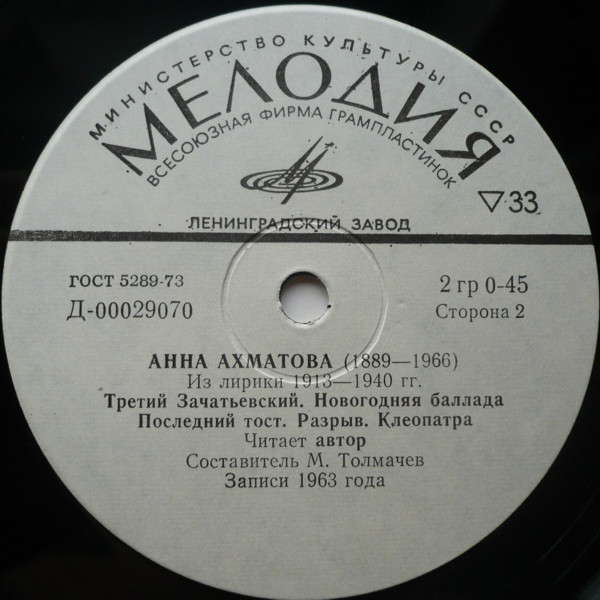 МИНИСТЕРСТВО КУЛЬТУРЫ СССР
МЕЛОДИЯ
ВСЕСОЮЗНАЯ ФИРМА ГРАМПЛАСТИНОК
▽33
ЛЕНИНГРАДСКИЙ ЗАВОД
ГОСТ 5289-73
2 гр 0-45
Д-00029070
Сторона 2
АННА АХМАТОВА (1889—1966)
Из лирики 1913—1940 гг.
Третий Зачатьевский. Новогодняя баллада
Последний тост. Разрыв. Клеопатра
Читает автор
Составитель М. Толмачев
Записи 1963 года